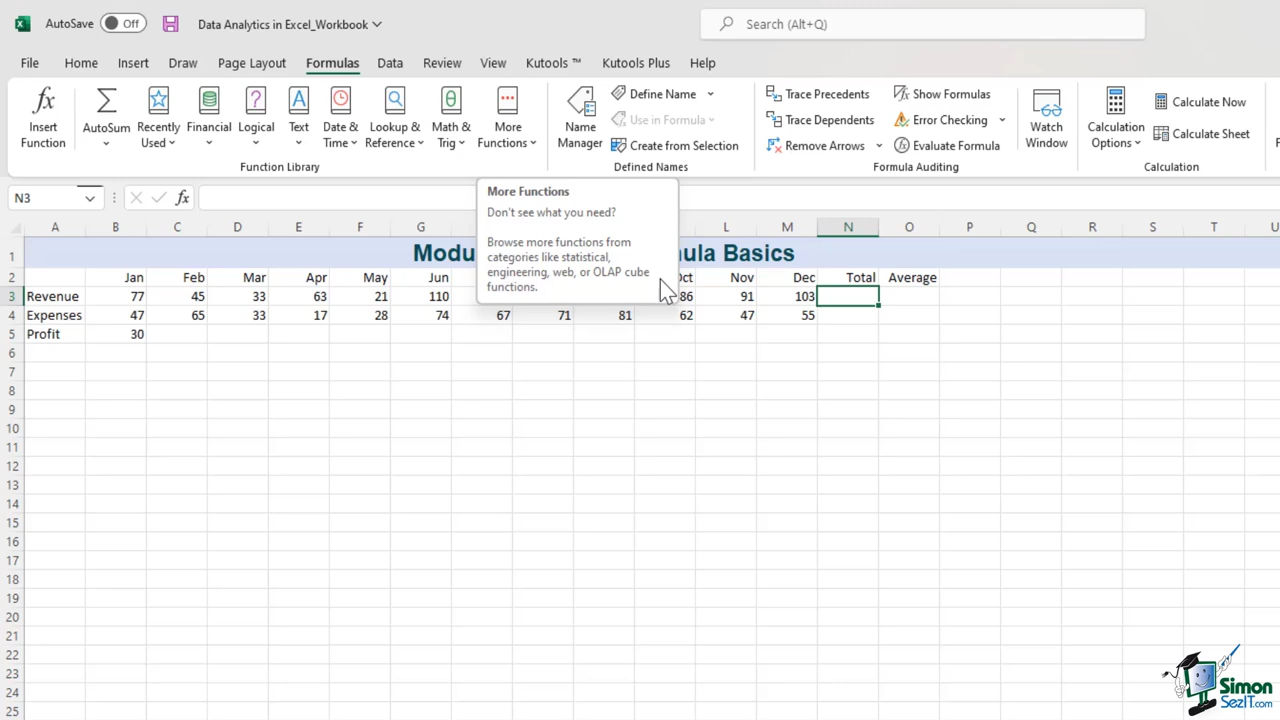 AutoSave Off Data Analytics in Excel_Workbook Search (Alt+Q)
File Home Insert Draw Page Layout Formulas Data Review View Kutools ™ Kutools Plus Help
Insert Function
AutoSum
Recently Used
Financial
Logical
Text
Date & Time
Lookup & Reference
Math & Trig
More Functions
Function Library
Name Manager
Define Name
Use in Formula
Create from Selection
Defined Names
Trace Precedents
Trace Dependents
Remove Arrows
Show Formulas
Error Checking
Evaluate Formula
Formula Auditing
Watch Window
Calculation Options
Calculate Now
Calculate Sheet
Calculation
N3 fx
More Functions
Don't see what you need?
Browse more functions from
categories like statistical,
engineering, web, or OLAP cube
functions.
A B C D E F G L M N O P Q R S T U
1 Modu ula Basics
2 Jan Feb Mar Apr May Jun Oct Nov Dec Total Average
3 Revenue 77 45 33 63 21 110 86 91 103
4 Expenses 47 65 33 17 28 74 67 71 81 62 47 55
5 Profit 30
6
7
8
9
10
11
12
13
14
15
16
17
18
19
20
21
22
23
24
25
Simon
SezIT.com